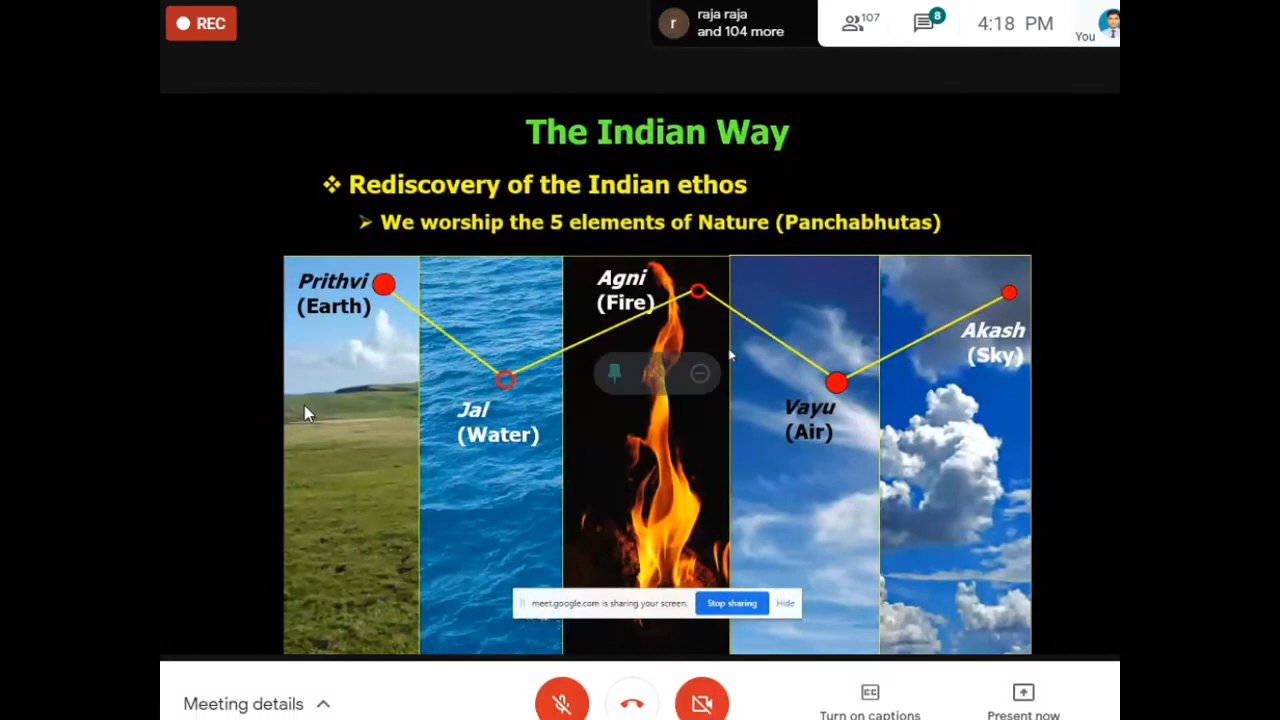 REC
r
raja raja
and 104 more
107
8
4:18 PM
You
The Indian Way
❖ Rediscovery of the Indian ethos
➢ We worship the 5 elements of Nature (Panchabhutas)
Prithvi
(Earth)
Jal
(Water)
Agni
(Fire)
Vayu
(Air)
Akash
(Sky)
meet.google.com is sharing your screen.
Stop sharing
Hide
Meeting details
CC
Turn on captions
Present now